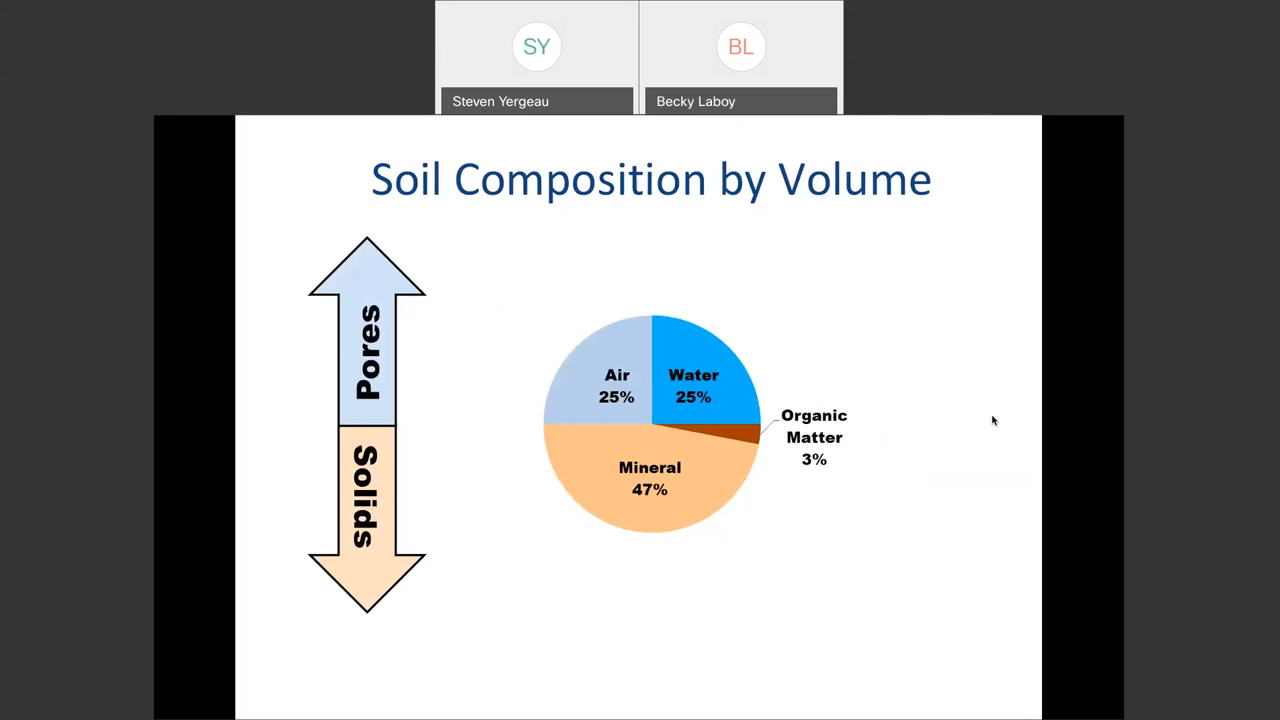 SY
BL
Steven Yergeau
Becky Laboy
Soil Composition by Volume
Pores
Solids
Air
25%
Water
25%
Organic
Matter
3%
Mineral
47%